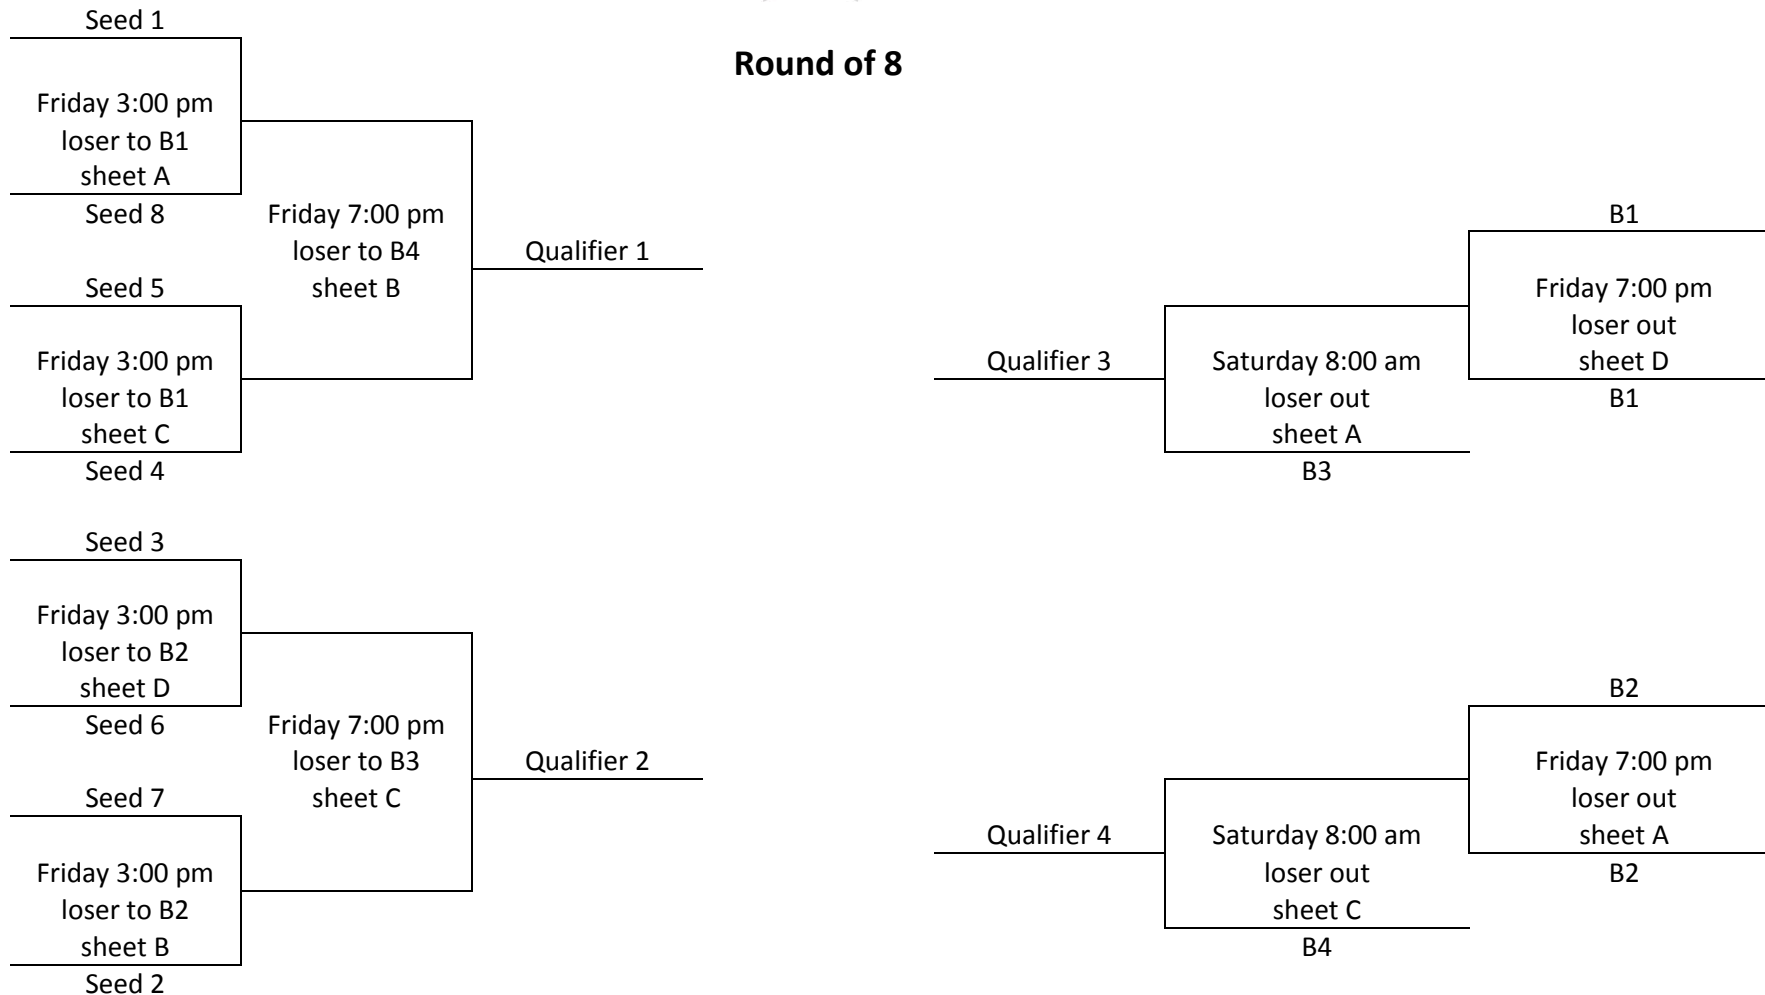 Seed 1
Round of 8
Friday 3:00 pm
loser to B1
sheet A
Seed 8
Friday 7:00 pm
loser to B4
sheet B
Qualifier 1
Seed 5
Friday 3:00 pm
loser to B1
sheet C
Seed 4
Seed 3
Friday 3:00 pm
loser to B2
sheet D
Seed 6
Friday 7:00 pm
loser to B3
sheet C
Qualifier 2
Seed 7
Friday 3:00 pm
loser to B2
sheet B
Seed 2
B1
Friday 7:00 pm
loser out
sheet D
B1
Qualifier 3
Saturday 8:00 am
loser out
sheet A
B3
B2
Friday 7:00 pm
loser out
sheet A
B2
Qualifier 4
Saturday 8:00 am
loser out
sheet C
B4